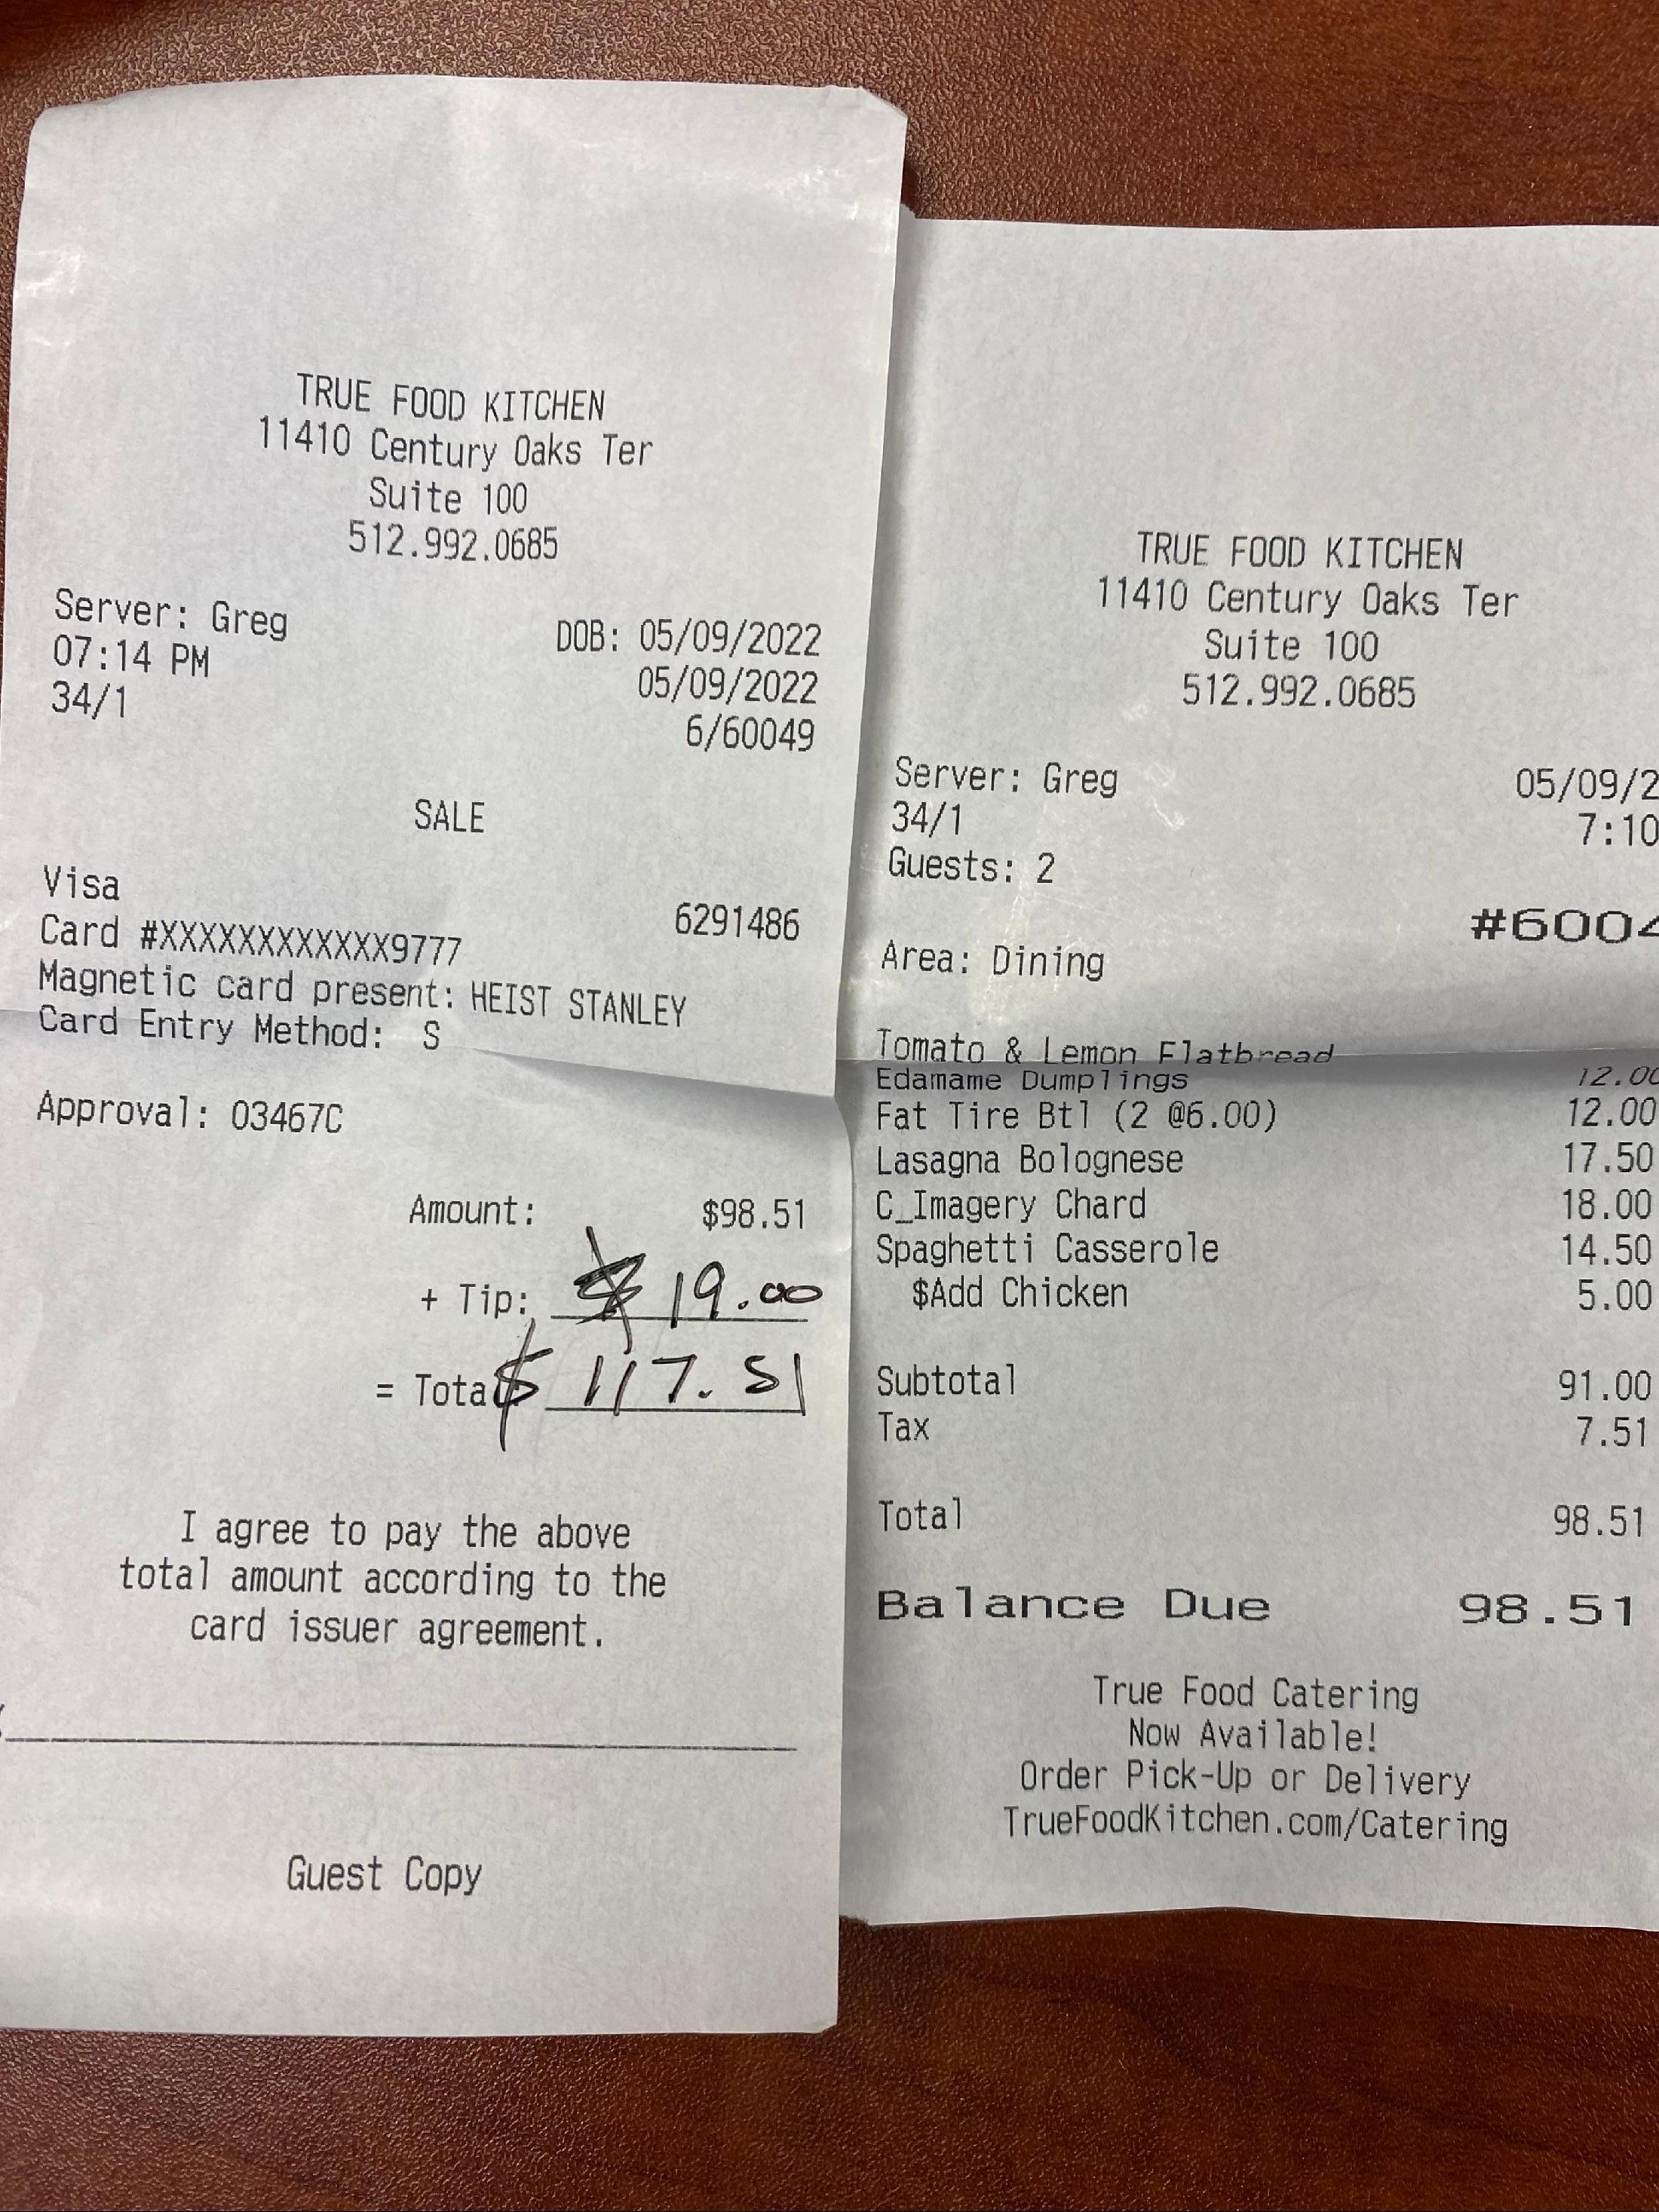 TRUE FOOD KITCHEN
11410 Century Oaks Ter
Suite 100
512.992.0685
Server: Greg DOB: 05/09/2022
07:14 PM 05/09/2022
34/1 6/60049
SALE
Visa 6291486
Card #XXXXXXXXXXXX9777
Magnetic card present: HEIST STANLEY
Card Entry Method: S
Approval: 03467C
Amount: $98.51
+ Tip: $ 19.00
= Total $ 117.51
I agree to pay the above
total amount according to the
card issuer agreement.
Guest Copy
TRUE FOOD KITCHEN
11410 Century Oaks Ter
Suite 100
512.992.0685
Server: Greg 05/09/2
34/1 7:10
Guests: 2
#6004
Area: Dining
Tomato & Lemon Flatbread
Edamame Dumplings 12.00
Fat Tire Btl (2 @6.00) 12.00
Lasagna Bolognese 17.50
C_Imagery Chard 18.00
Spaghetti Casserole 14.50
$Add Chicken 5.00
Subtotal 91.00
Tax 7.51
Total 98.51
Balance Due 98.51
True Food Catering
Now Available!
Order Pick-Up or Delivery
TrueFoodKitchen.com/Catering